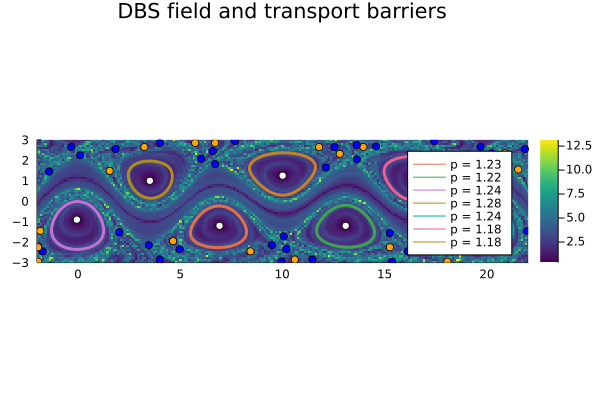 DBS field and transport barriers
3
2
1
0
−1
−2
−3
0
5
10
15
20
p = 1.23
p = 1.22
p = 1.24
p = 1.28
p = 1.24
p = 1.18
p = 1.18
12.5
10.0
7.5
5.0
2.5